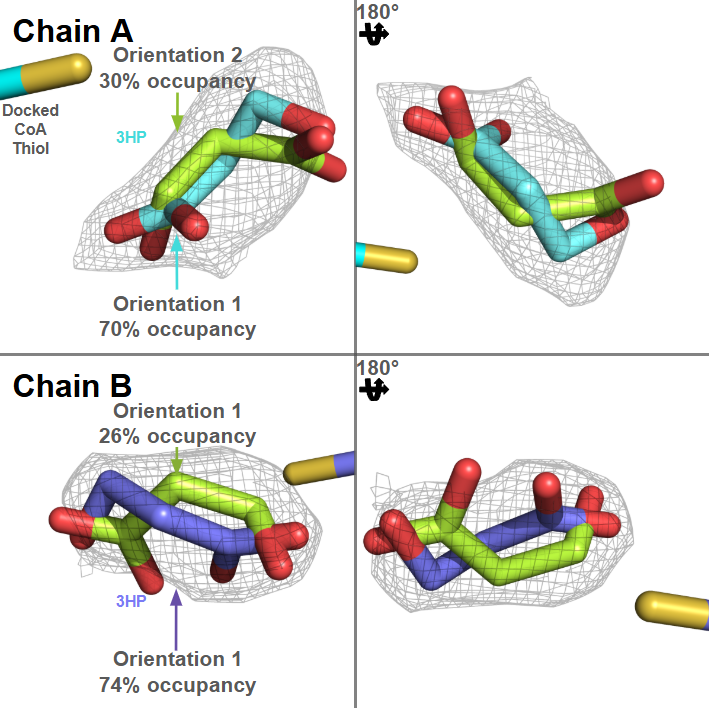 Chain A
180°
Orientation 2
30% occupancy
Docked
CoA
Thiol
3HP
Orientation 1
70% occupancy
Chain B
180°
Orientation 1
26% occupancy
3HP
Orientation 1
74% occupancy